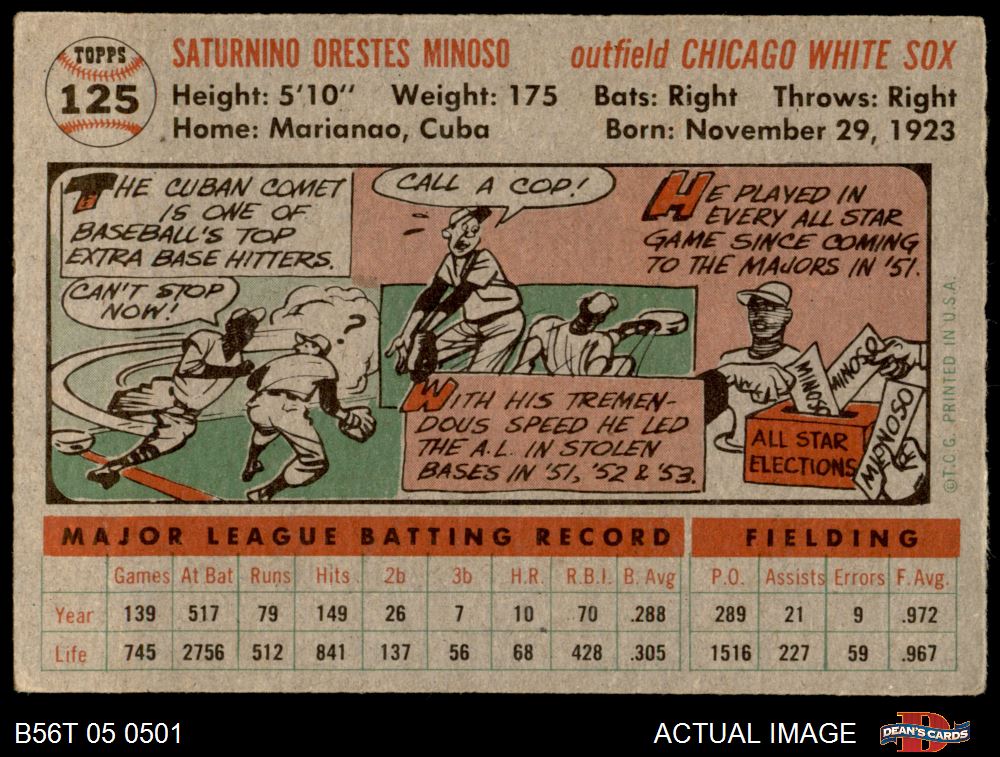 TOPPS
125
SATURNINO ORESTES MINOSO outfield CHICAGO WHITE SOX
Height: 5'10" Weight: 175 Bats: Right Throws: Right
Home: Marianao, Cuba Born: November 29, 1923
THE CUBAN COMET
IS ONE OF
BASEBALL'S TOP
EXTRA BASE HITTERS.
CAN'T STOP
NOW!
?
CALL A COP!
WITH HIS TREMEN-
DOUS SPEED HE LED
THE A.L. IN STOLEN
BASES IN '51, '52 & '53.
HE PLAYED IN
EVERY ALL STAR
GAME SINCE COMING
TO THE MAJORS IN '51.
MINOSO
MINOSO
MINOSO
ALL STAR
ELECTIONS
©T.C.G. PRINTED IN U.S.A.
MAJOR LEAGUE BATTING RECORD FIELDING
Games At Bat Runs Hits 2b 3b H.R. R.B.I. B. Avg P.O. Assists Errors F. Avg.
Year 139 517 79 149 26 7 10 70 .288 289 21 9 .972
Life 745 2756 512 841 137 56 68 428 .305 1516 227 59 .967
B56T 05 0501 ACTUAL IMAGE
DEAN'S CARDS